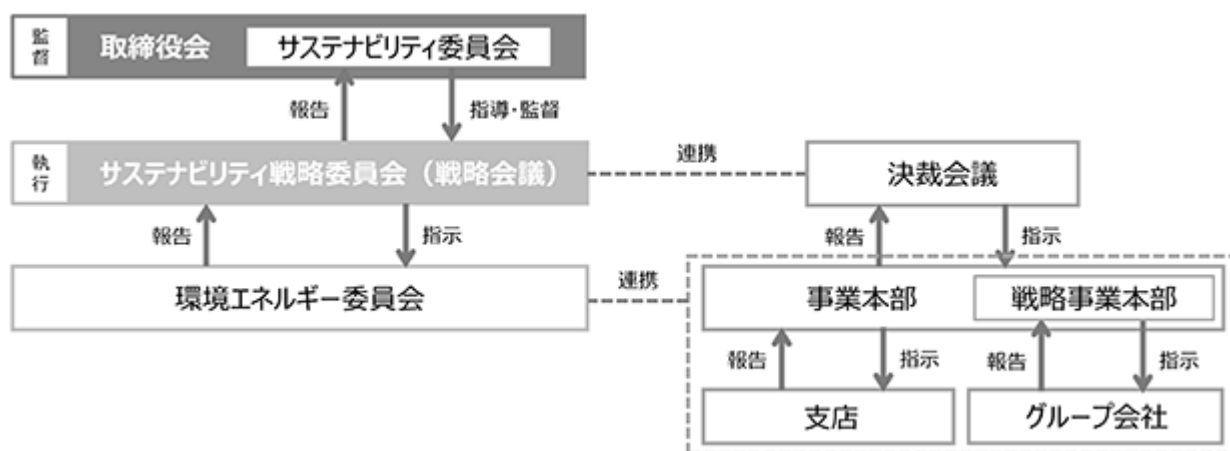 監督
取締役会
サステナビリティ委員会
報告
指導・監督
執行
サステナビリティ戦略委員会（戦略会議）
連携
決裁会議
報告
指示
報告
指示
環境エネルギー委員会
連携
事業本部
戦略事業本部
報告
指示
報告
指示
支店
グループ会社